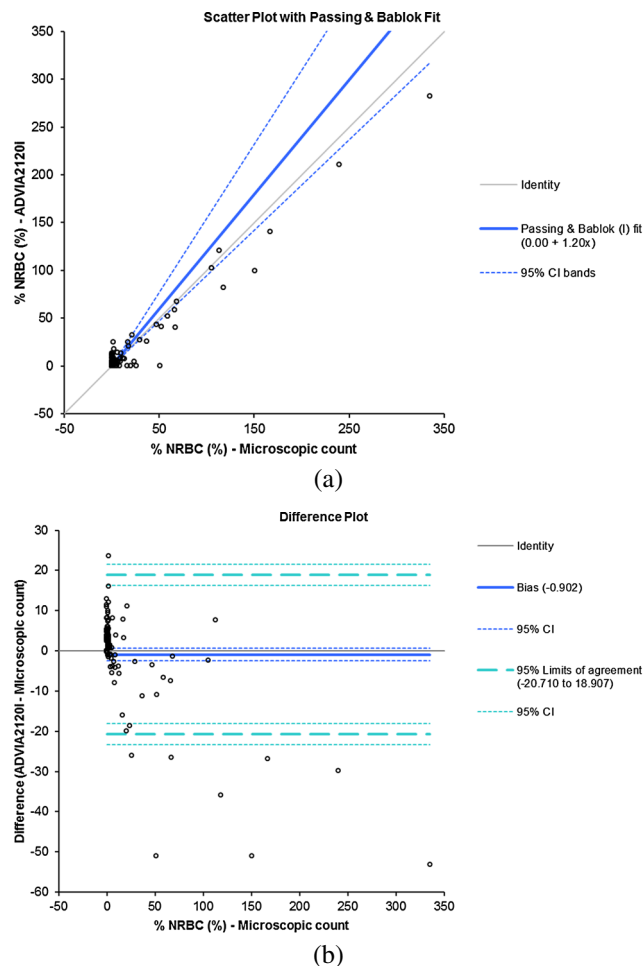 Scatter Plot with Passing & Bablok Fit
350
300
250
200
150
100
50
0
-50
-50
50
150
250
350
% NRBC (%) - ADVIA2120I
% NRBC (%) - Microscopic count
Identity
Passing & Bablok (I) fit
(0.00 + 1.20x)
95% CI bands
(a)
Difference Plot
30
20
10
0
-10
-20
-30
-40
-50
-60
-50
0
50
100
150
200
250
300
350
Difference (ADVIA2120I - Microscopic count)
% NRBC (%) - Microscopic count
Identity
Bias (-0.902)
95% CI
95% Limits of agreement
(-20.710 to 18.907)
95% CI
(b)